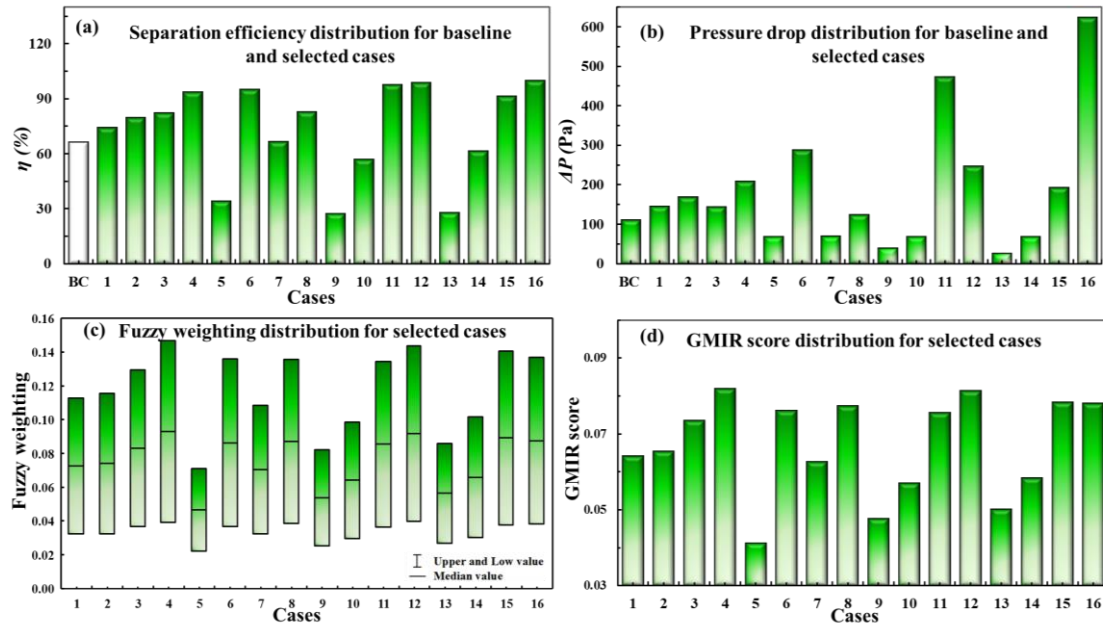 (a) Separation efficiency distribution for baseline
and selected cases
η (%)
120
90
60
30
0
BC 1 2 3 4 5 6 7 8 9 10 11 12 13 14 15 16
Cases
(b) Pressure drop distribution for baseline and
selected cases
ΔP (Pa)
600
500
400
300
200
100
0
BC 1 2 3 4 5 6 7 8 9 10 11 12 13 14 15 16
Cases
(c) Fuzzy weighting distribution for selected cases
Fuzzy weighting
0.16
0.14
0.12
0.10
0.08
0.06
0.04
0.02
0.00
Upper and Low value
Median value
1 2 3 4 5 6 7 8 9 10 11 12 13 14 15 16
Cases
(d) GMIR score distribution for selected cases
GMIR score
0.09
0.07
0.05
0.03
1 2 3 4 5 6 7 8 9 10 11 12 13 14 15 16
Cases